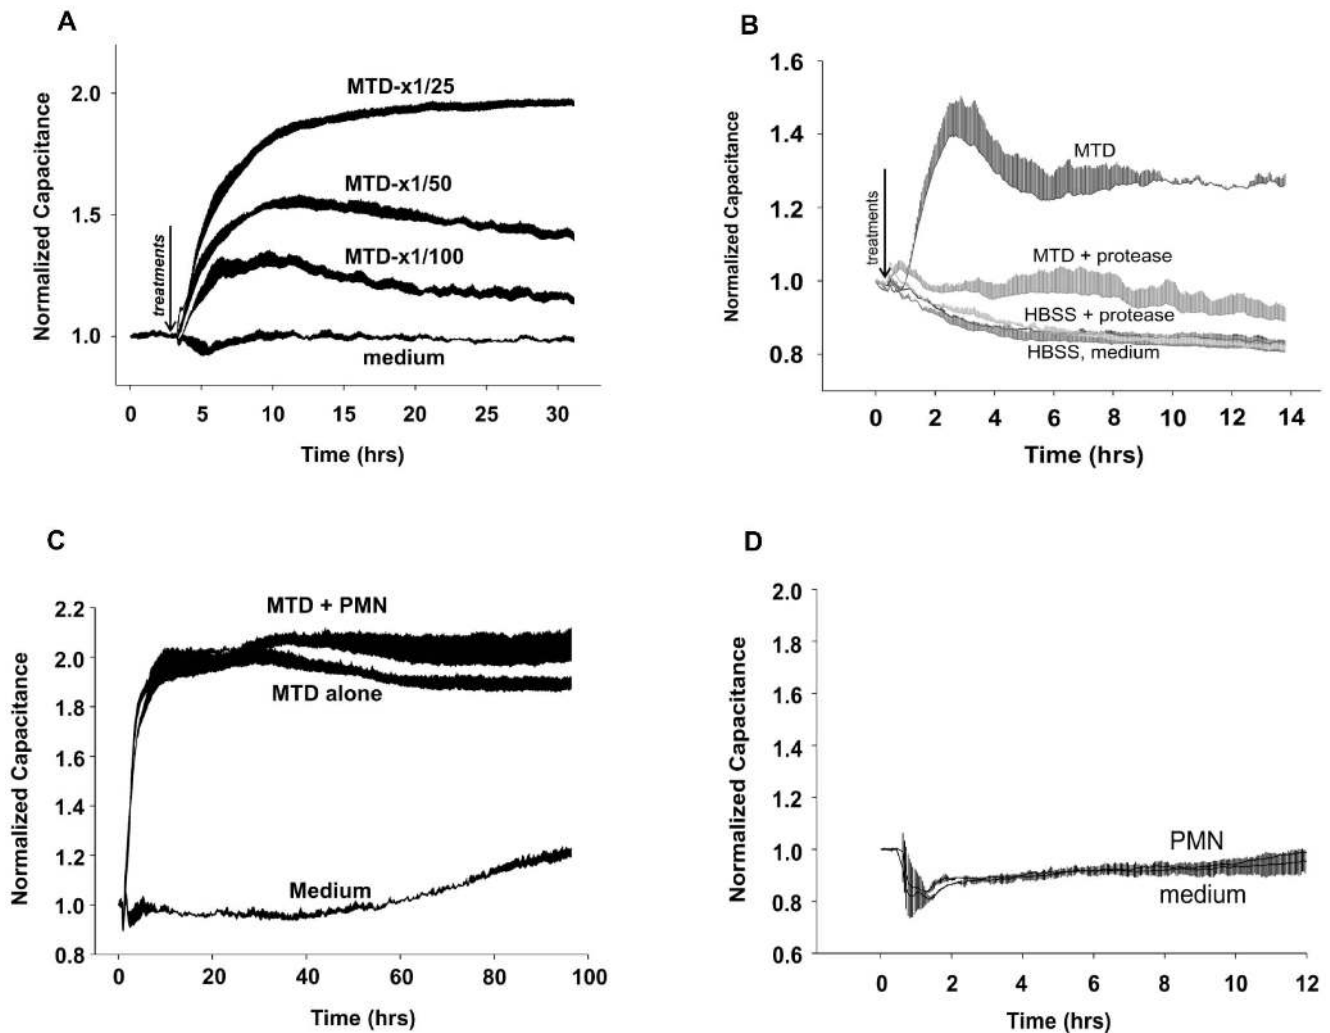 A
Normalized Capacitance
2.0
1.5
1.0
MTD-x1/25
MTD-x1/50
MTD-x1/100
treatments
medium
0 5 10 15 20 25 30
Time (hrs)
B
Normalized Capacitance
1.6
1.4
1.2
1.0
0.8
MTD
treatments
MTD + protease
HBSS + protease
HBSS, medium
0 2 4 6 8 10 12 14
Time (hrs)
C
Normalized Capacitance
2.2
2.0
1.8
1.6
1.4
1.2
1.0
0.8
MTD + PMN
MTD alone
Medium
0 20 40 60 80 100
Time (hrs)
D
Normalized Capacitance
2.0
1.8
1.6
1.4
1.2
1.0
0.8
0.6
PMN
medium
0 2 4 6 8 10 12
Time (hrs)